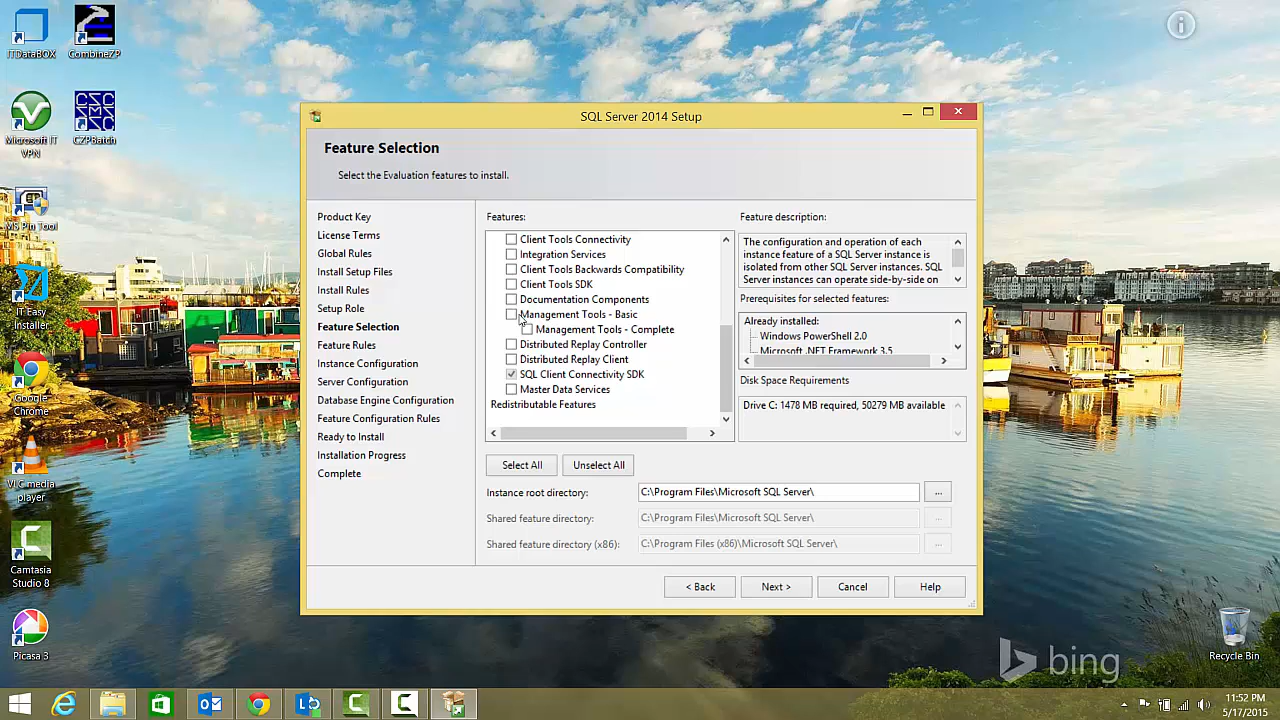 ITDataBOX
CombineZP
Microsoft IT
VPN
CZPBatch
CZC
SMS
ZSC
MS Pin Tool
IT Easy
Installer
Google
Chrome
VLC media
player
Camtasia
Studio 8
Picasa 3
SQL Server 2014 Setup
Feature Selection
Select the Evaluation features to install.
Product Key
License Terms
Global Rules
Install Setup Files
Install Rules
Setup Role
Feature Selection
Feature Rules
Instance Configuration
Server Configuration
Database Engine Configuration
Feature Configuration Rules
Ready to Install
Installation Progress
Complete
Features:
Client Tools Connectivity
Integration Services
Client Tools Backwards Compatibility
Client Tools SDK
Documentation Components
Management Tools - Basic
Management Tools - Complete
Distributed Replay Controller
Distributed Replay Client
SQL Client Connectivity SDK
Master Data Services
Redistributable Features
Feature description:
The configuration and operation of each
instance feature of a SQL Server instance is
isolated from other SQL Server instances. SQL
Server instances can operate side-by-side on
Prerequisites for selected features:
Already installed:
Windows PowerShell 2.0
Microsoft .NET Framework 3.5
Disk Space Requirements
Drive C: 1478 MB required, 50279 MB available
Select All
Unselect All
Instance root directory:
C:\Program Files\Microsoft SQL Server\
...
Shared feature directory:
C:\Program Files\Microsoft SQL Server\
...
Shared feature directory (x86):
C:\Program Files (x86)\Microsoft SQL Server\
...
< Back
Next >
Cancel
Help
bing
Recycle Bin
11:52 PM
5/17/2015